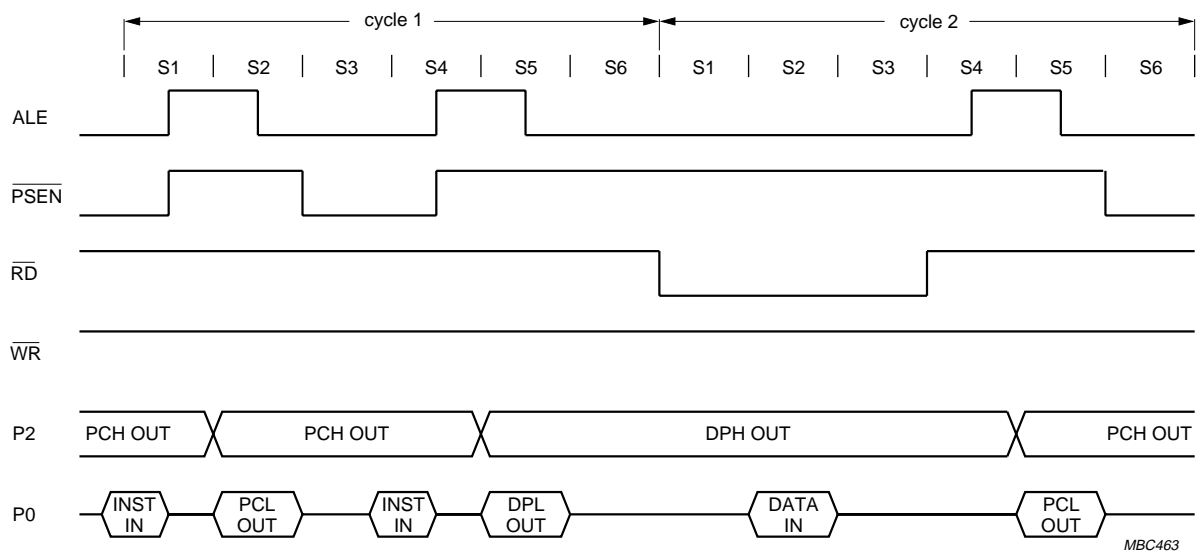 cycle 1 cycle 2
S1 S2 S3 S4 S5 S6 S1 S2 S3 S4 S5 S6
ALE
PSEN
RD
WR
P2 PCH OUT PCH OUT DPH OUT PCH OUT
P0 INST IN PCL OUT INST IN DPL OUT DATA IN PCL OUT
MBC463